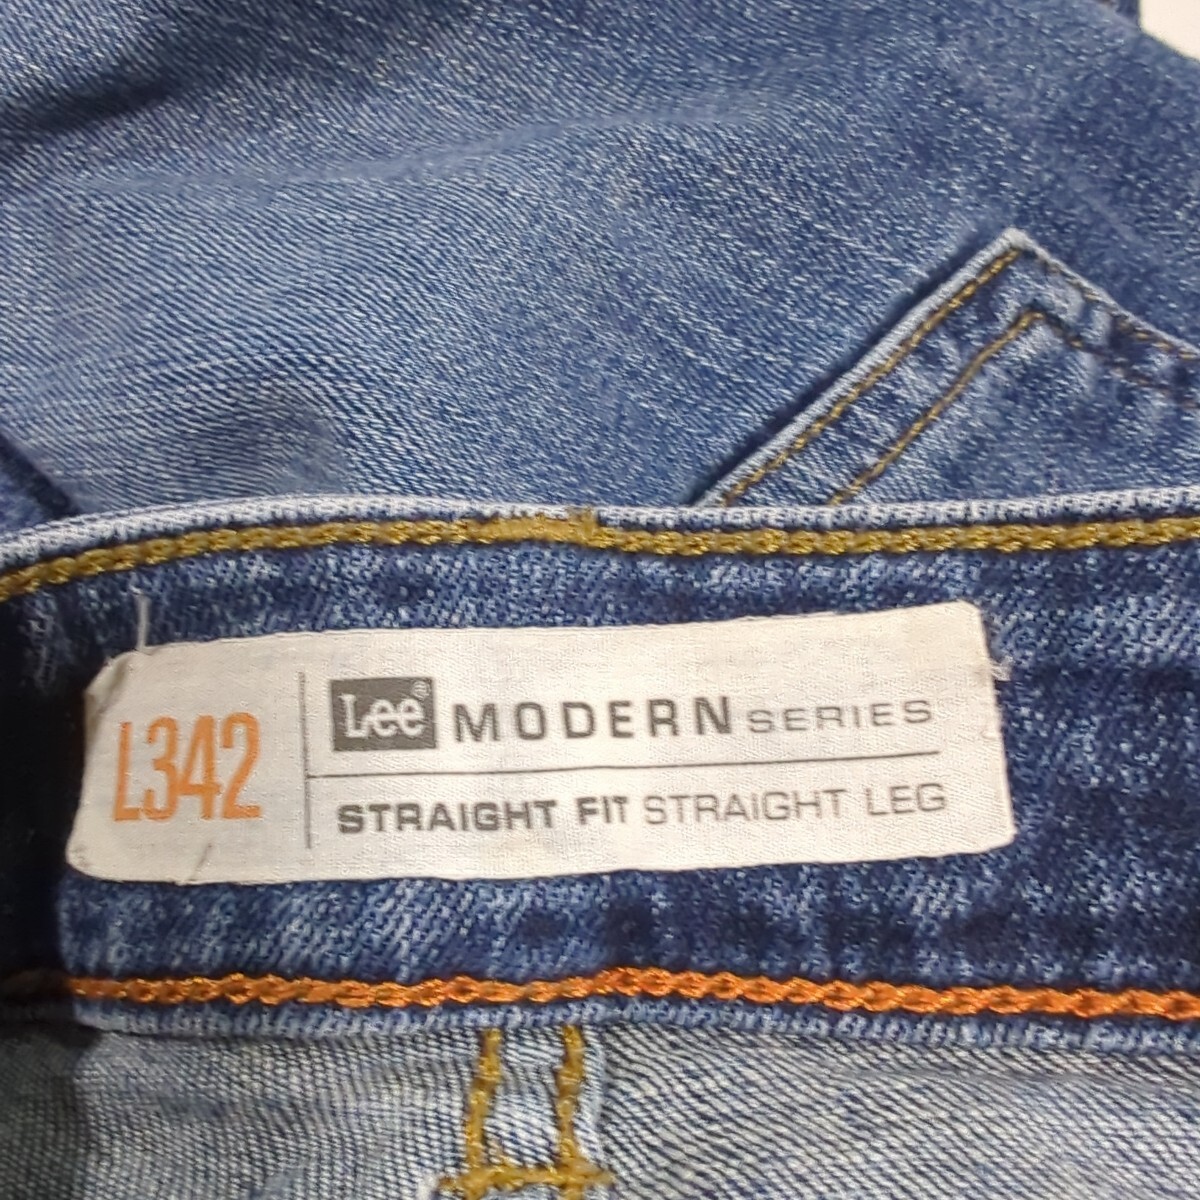 L342
Lee® MODERN SERIES
STRAIGHT FIT STRAIGHT LEG